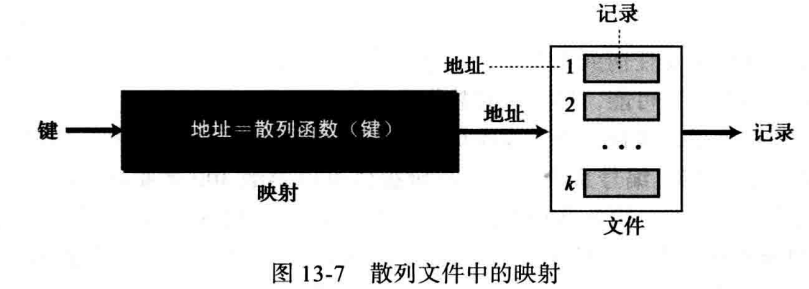 记录
地址
1
键
地址=散列函数(键)
地址
2
记录
...
k
映射
文件
图 13-7 散列文件中的映射